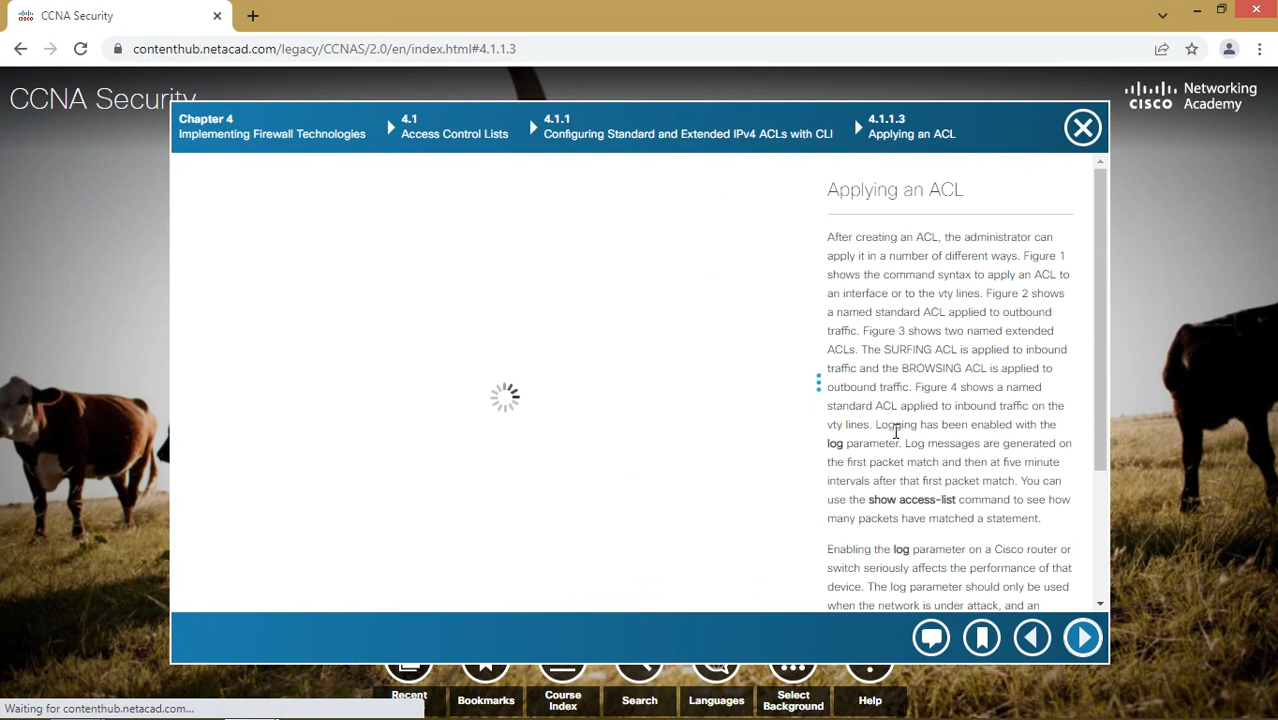 CCNA Security
contenthub.netacad.com/legacy/CCNAS/2.0/en/index.html#4.1.1.3
CCNA Security
Networking
CISCO Academy
Chapter 4
Implementing Firewall Technologies
4.1
Access Control Lists
4.1.1
Configuring Standard and Extended IPv4 ACLs with CLI
4.1.1.3
Applying an ACL
Applying an ACL
After creating an ACL, the administrator can
apply it in a number of different ways. Figure 1
shows the command syntax to apply an ACL to
an interface or to the vty lines. Figure 2 shows
a named standard ACL applied to outbound
traffic. Figure 3 shows two named extended
ACLs. The SURFING ACL is applied to inbound
traffic and the BROWSING ACL is applied to
outbound traffic. Figure 4 shows a named
standard ACL applied to inbound traffic on the
vty lines. Logging has been enabled with the
log parameter. Log messages are generated on
the first packet match and then at five minute
intervals after that first packet match. You can
use the show access-list command to see how
many packets have matched a statement.
Enabling the log parameter on a Cisco router or
switch seriously affects the performance of that
device. The log parameter should only be used
when the network is under attack, and an
Recent
Bookmarks
Course
Index
Search
Languages
Select
Background
Help
Waiting for contenthub.netacad.com...